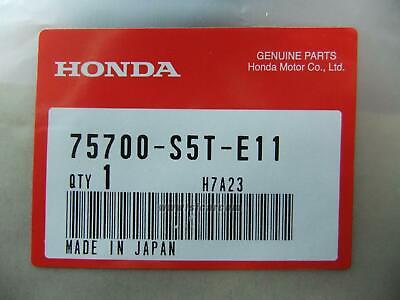 HONDA
GENUINE PARTS
Honda Motor Co., Ltd.
75700-S5T-E11
QTY 1 H7A23
MADE IN JAPAN